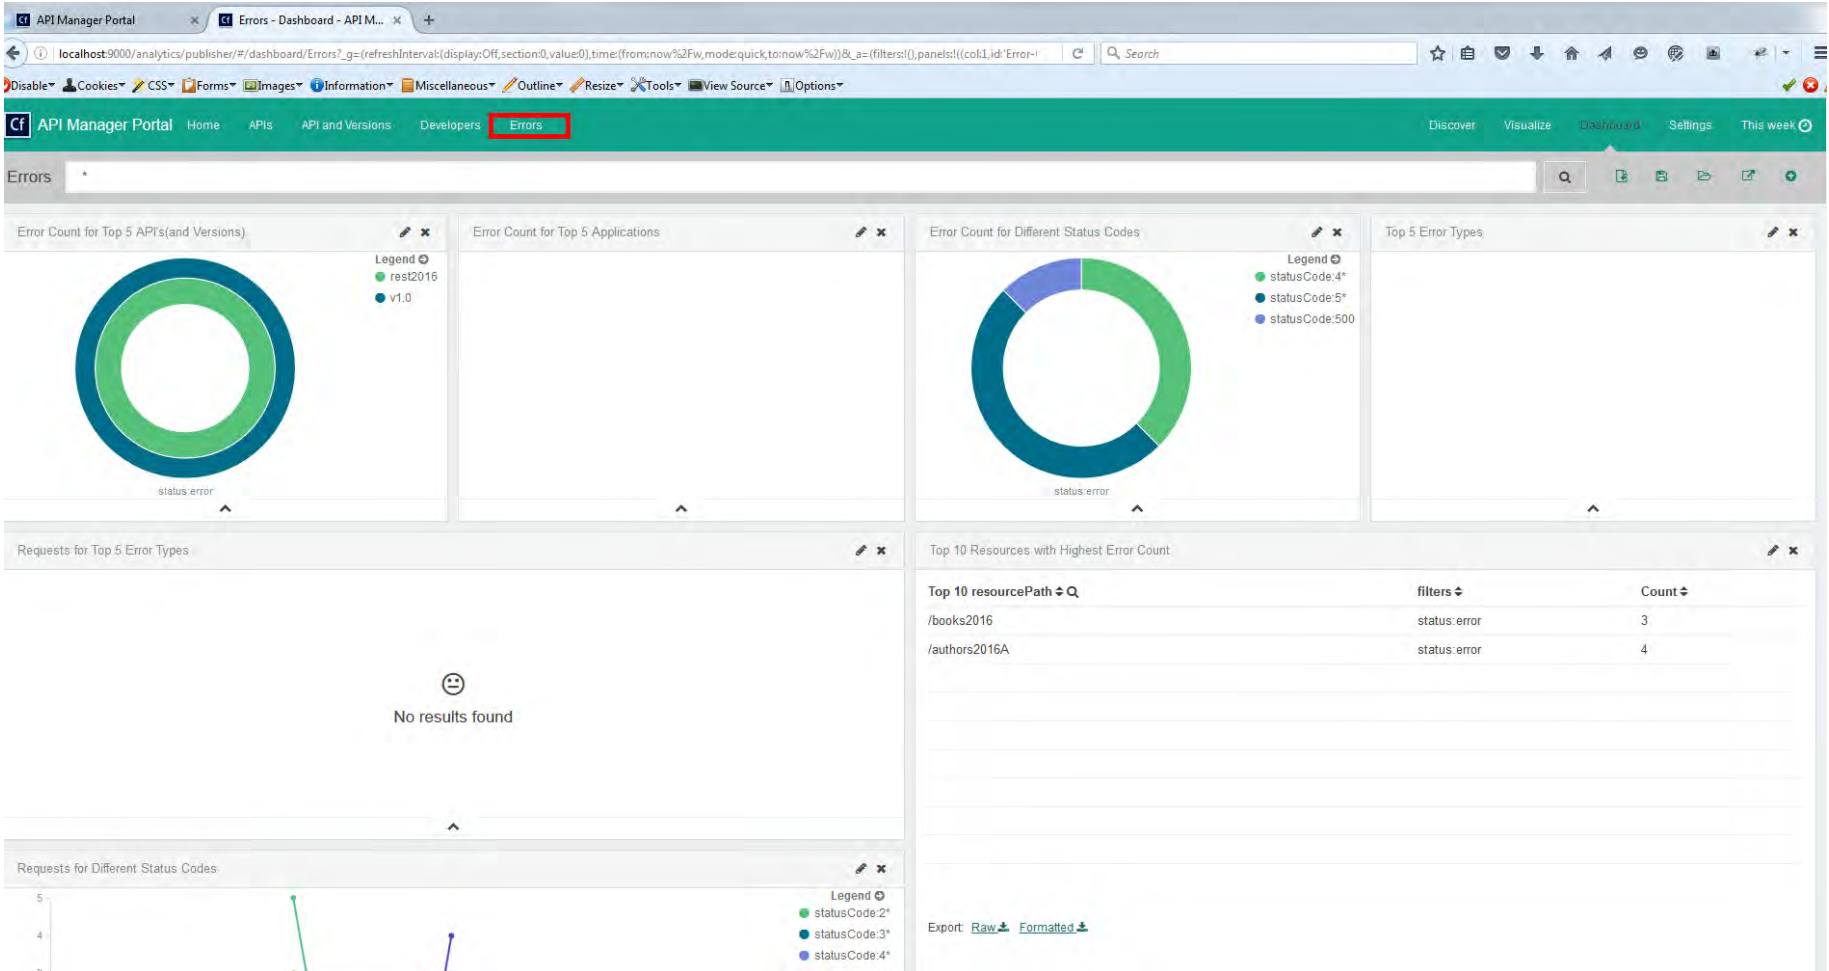 Cf API Manager Portal × Cf Errors - Dashboard - API M... × +
localhost:9000/analytics/publisher/#/dashboard/Errors?_g=(refreshInterval:(display:Off,section:0,value:0),time:(from:now%2Fw,mode:quick,to:now%2Fw))&_a=(filters:!(),panels:!((col:1,id:'Error- Search
Disable Cookies CSS Forms Images Information Miscellaneous Outline Resize Tools View Source Options
Cf API Manager Portal Home APIs API and Versions Developers Errors Discover Visualize Dashboard Settings This week
Errors *
Error Count for Top 5 API's(and Versions) Error Count for Top 5 Applications Error Count for Different Status Codes Top 5 Error Types
Legend
rest2016
v1.0
status:error
Legend
statusCode:4*
statusCode:5*
statusCode:500
status:error
Requests for Top 5 Error Types
No results found
Top 10 Resources with Highest Error Count
Top 10 resourcePath filters Count
/books2016 status:error 3
/authors2016A status:error 4
Export: Raw Formatted
Requests for Different Status Codes
5
4
Legend
statusCode:2*
statusCode:3*
statusCode:4*